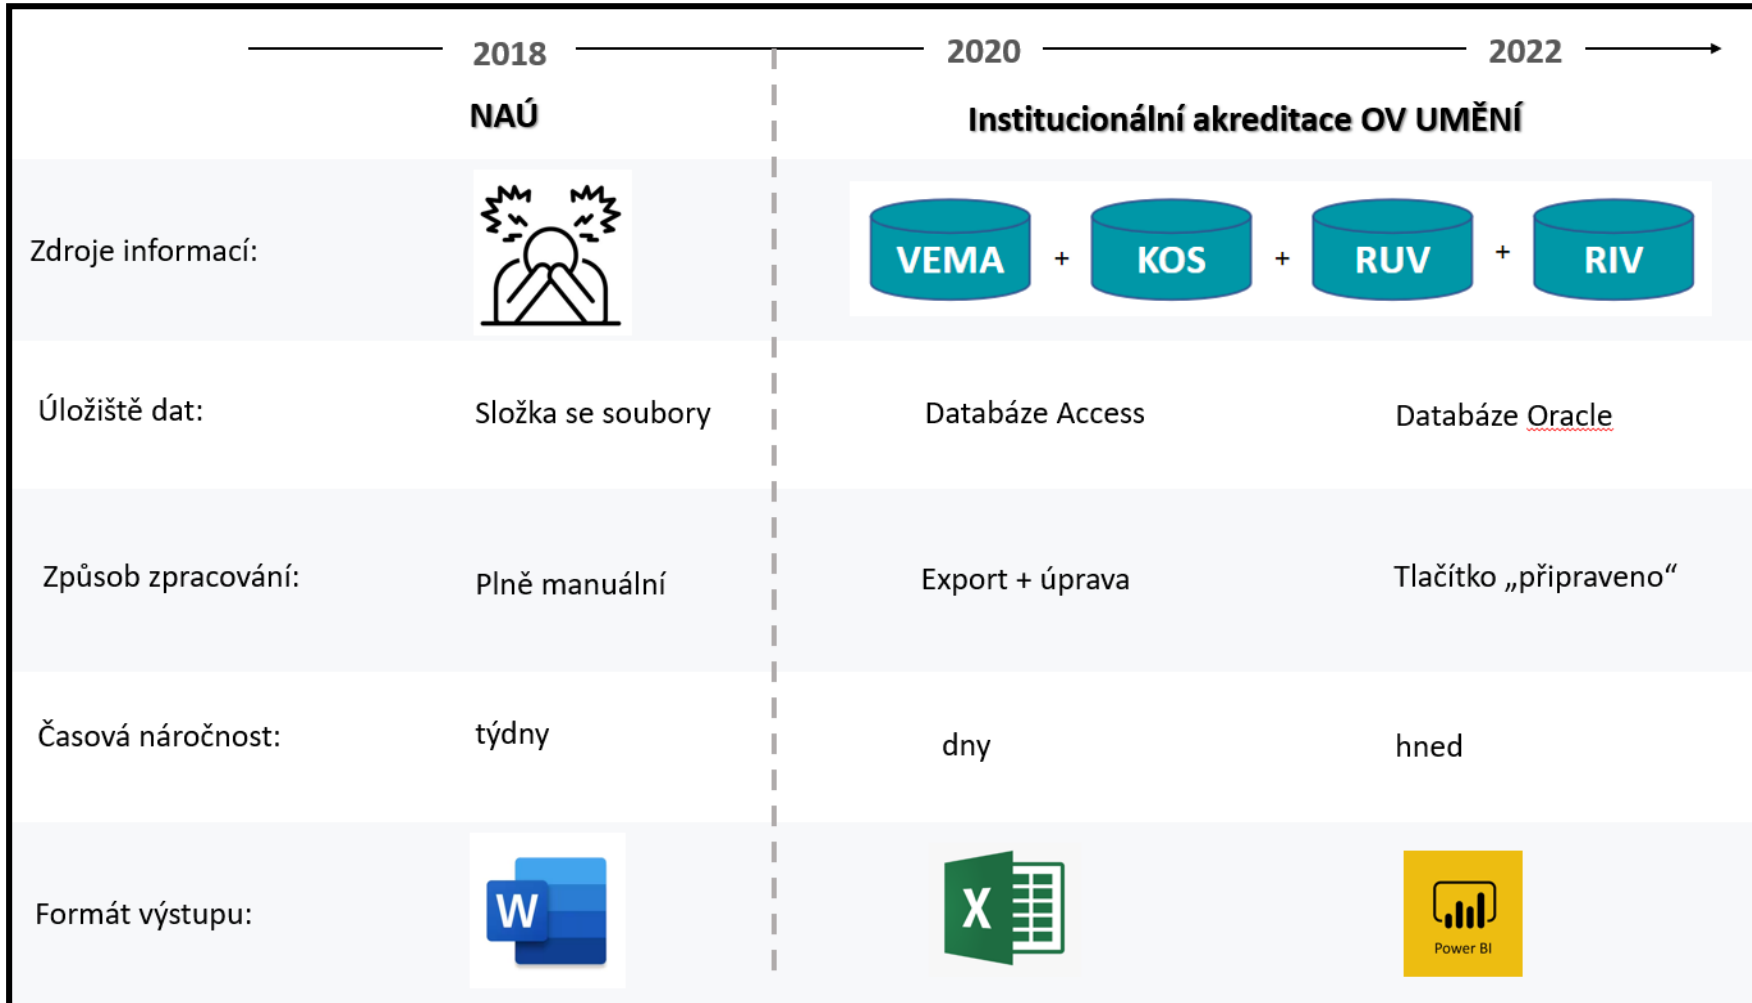 2018 2020 2022
NAÚ Institucionální akreditace OV UMĚNÍ
Zdroje informací: VEMA + KOS + RUV + RIV
Úložiště dat: Složka se soubory Databáze Access Databáze Oracle
Způsob zpracování: Plně manuální Export + úprava Tlačítko „připraveno“
Časová náročnost: týdny dny hned
Formát výstupu: W X Power BI